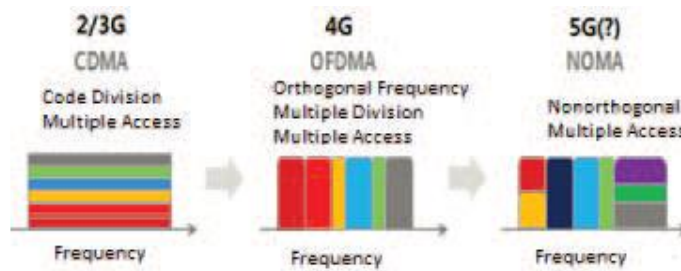 2/3G
CDMA
Code Division
Multiple Access
Frequency
4G
OFDMA
Orthogonal Frequency
Multiple Division
Multiple Access
Frequency
5G(?)
NOMA
Nonorthogonal
Multiple Access
Frequency